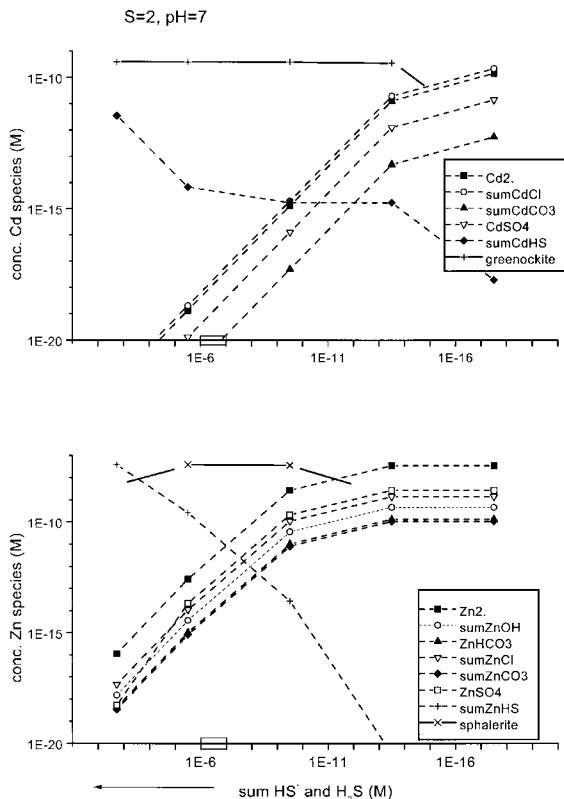 S=2, pH=7
conc. Cd species (M)
1E-10
1E-15
1E-20
Cd2.
sumCdCl
sumCdCO3
CdSO4
sumCdHS
greenockite
1E-6
1E-11
1E-16
conc. Zn species (M)
1E-10
1E-15
1E-20
Zn2.
sumZnOH
ZnHCO3
sumZnCl
sumZnCO3
ZnSO4
sumZnHS
sphalerite
1E-6
1E-11
1E-16
sum HS⁻ and H₂S (M)